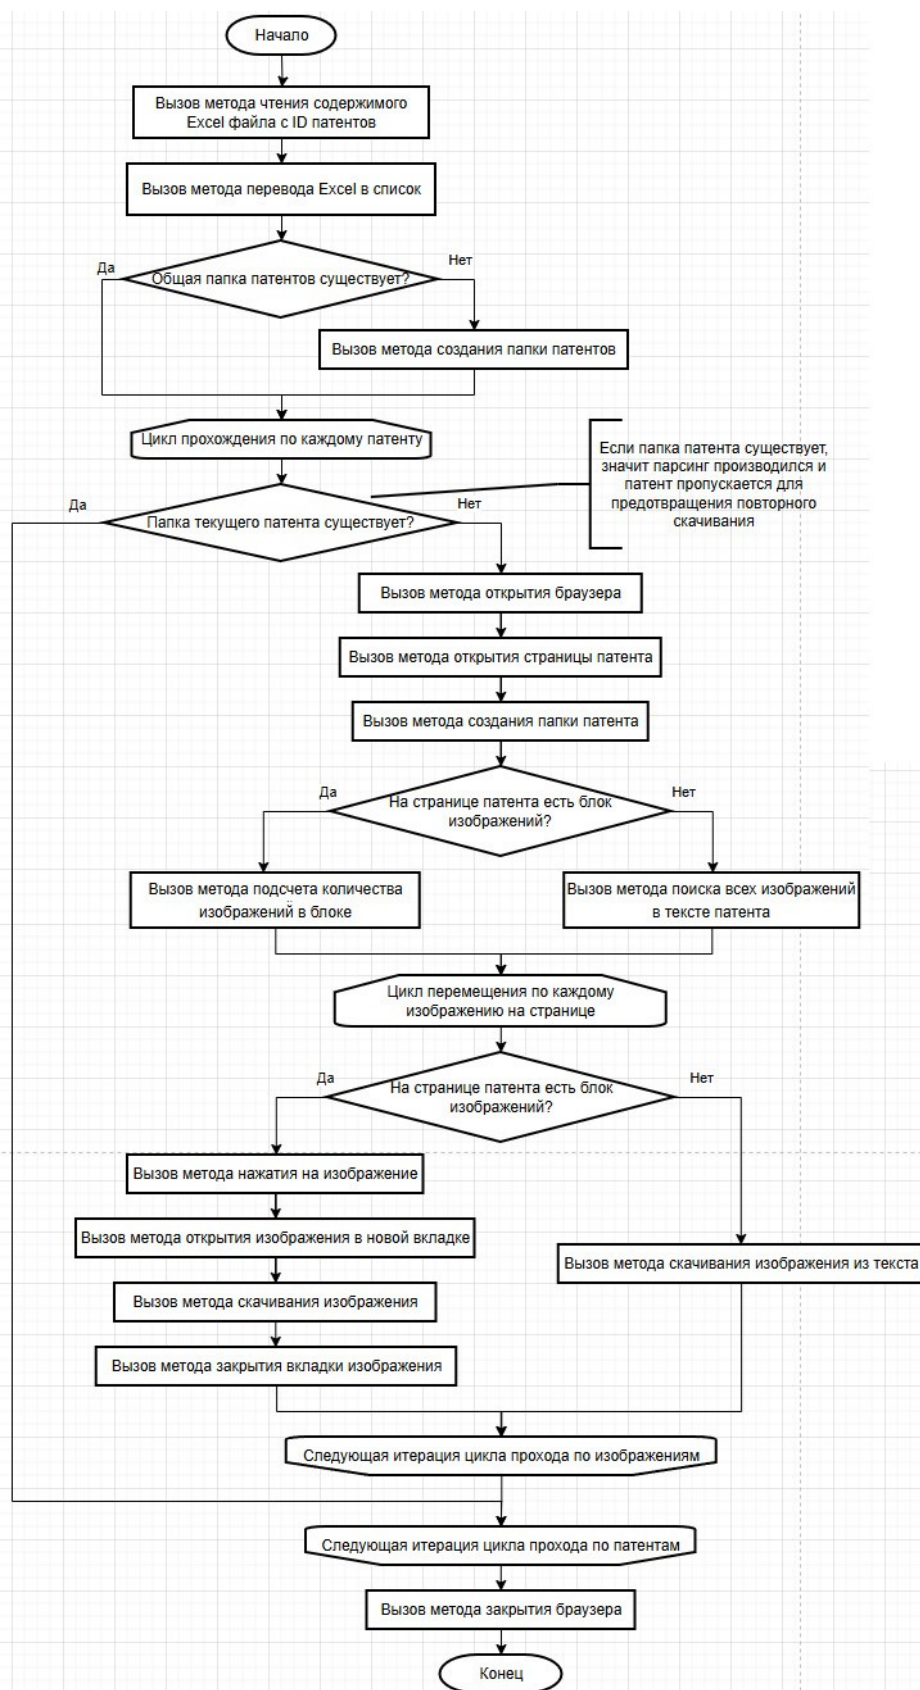 Начало
Вызов метода чтения содержимого
Excel файла с ID патентов
Вызов метода перевода Excel в список
Да
Нет
Общая папка патентов существует?
Вызов метода создания папки патентов
Цикл прохождения по каждому патенту
Если папка патента существует,
значит парсинг производился и
патент пропускается для
предотвращения повторного
скачивания
Да
Нет
Папка текущего патента существует?
Вызов метода открытия браузера
Вызов метода открытия страницы патента
Вызов метода создания папки патента
Да
Нет
На странице патента есть блок
изображений?
Вызов метода подсчета количества
изображений в блоке
Вызов метода поиска всех изображений
в тексте патента
Цикл перемещения по каждому
изображению на странице
Да
Нет
На странице патента есть блок
изображений?
Вызов метода нажатия на изображение
Вызов метода открытия изображения в новой вкладке
Вызов метода скачивания изображения из текста
Вызов метода скачивания изображения
Вызов метода закрытия вкладки изображения
Следующая итерация цикла прохода по изображениям
Следующая итерация цикла прохода по патентам
Вызов метода закрытия браузера
Конец